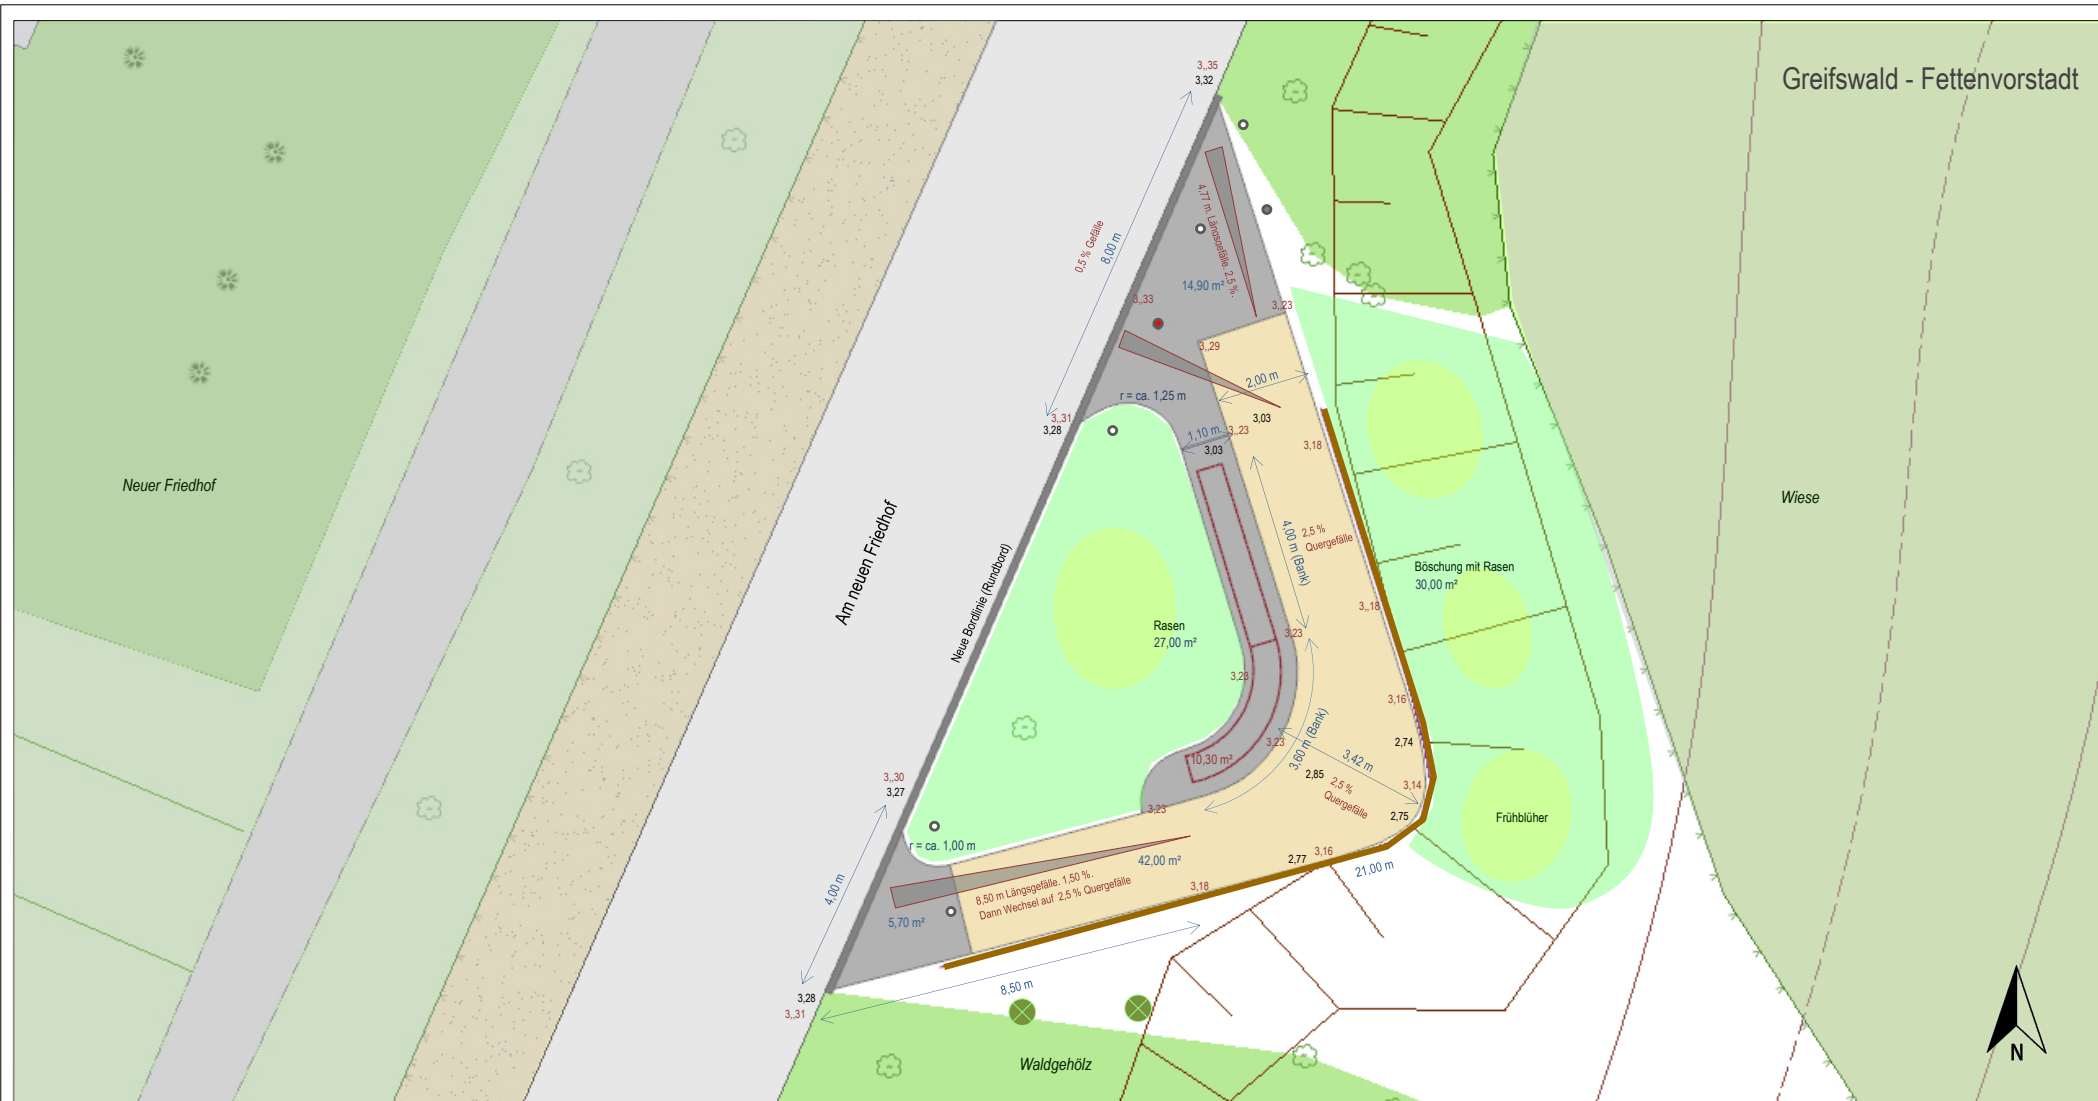 3,,35
3,32
Greifswald - Fettenvorstadt
0,5 % Gefälle
8,00 m
4,77 m. Längsgefälle. 2,5 %.
14,90 m²
3,,33
3,,23
3,,29
2,00 m
r = ca. 1,25 m
3,,31
3,28
3,03
1,10 m
3,,23
3,03
3,18
Neuer Friedhof
Wiese
Am neuen Friedhof
Neue Bordlinie (Rundbord)
4,00 m (Bank)
2,5 %
Quergefälle
Böschung mit Rasen
30,00 m²
3,,18
Rasen
27,00 m²
3,23
3,23
3,16
3,23
3,60 m (Bank)
2,74
3,42 m
10,30 m²
2,85
2,5 %
Quergefälle
3,14
3,,30
3,27
3,23
2,75
Frühblüher
r = ca. 1,00 m
42,00 m²
2,77
3,16
21,00 m
4,00 m
8,50 m Längsgefälle. 1,50 %.
Dann Wechsel auf 2,5 % Quergefälle
3,18
5,70 m²
3,28
3,,31
8,50 m
Waldgehölz
N